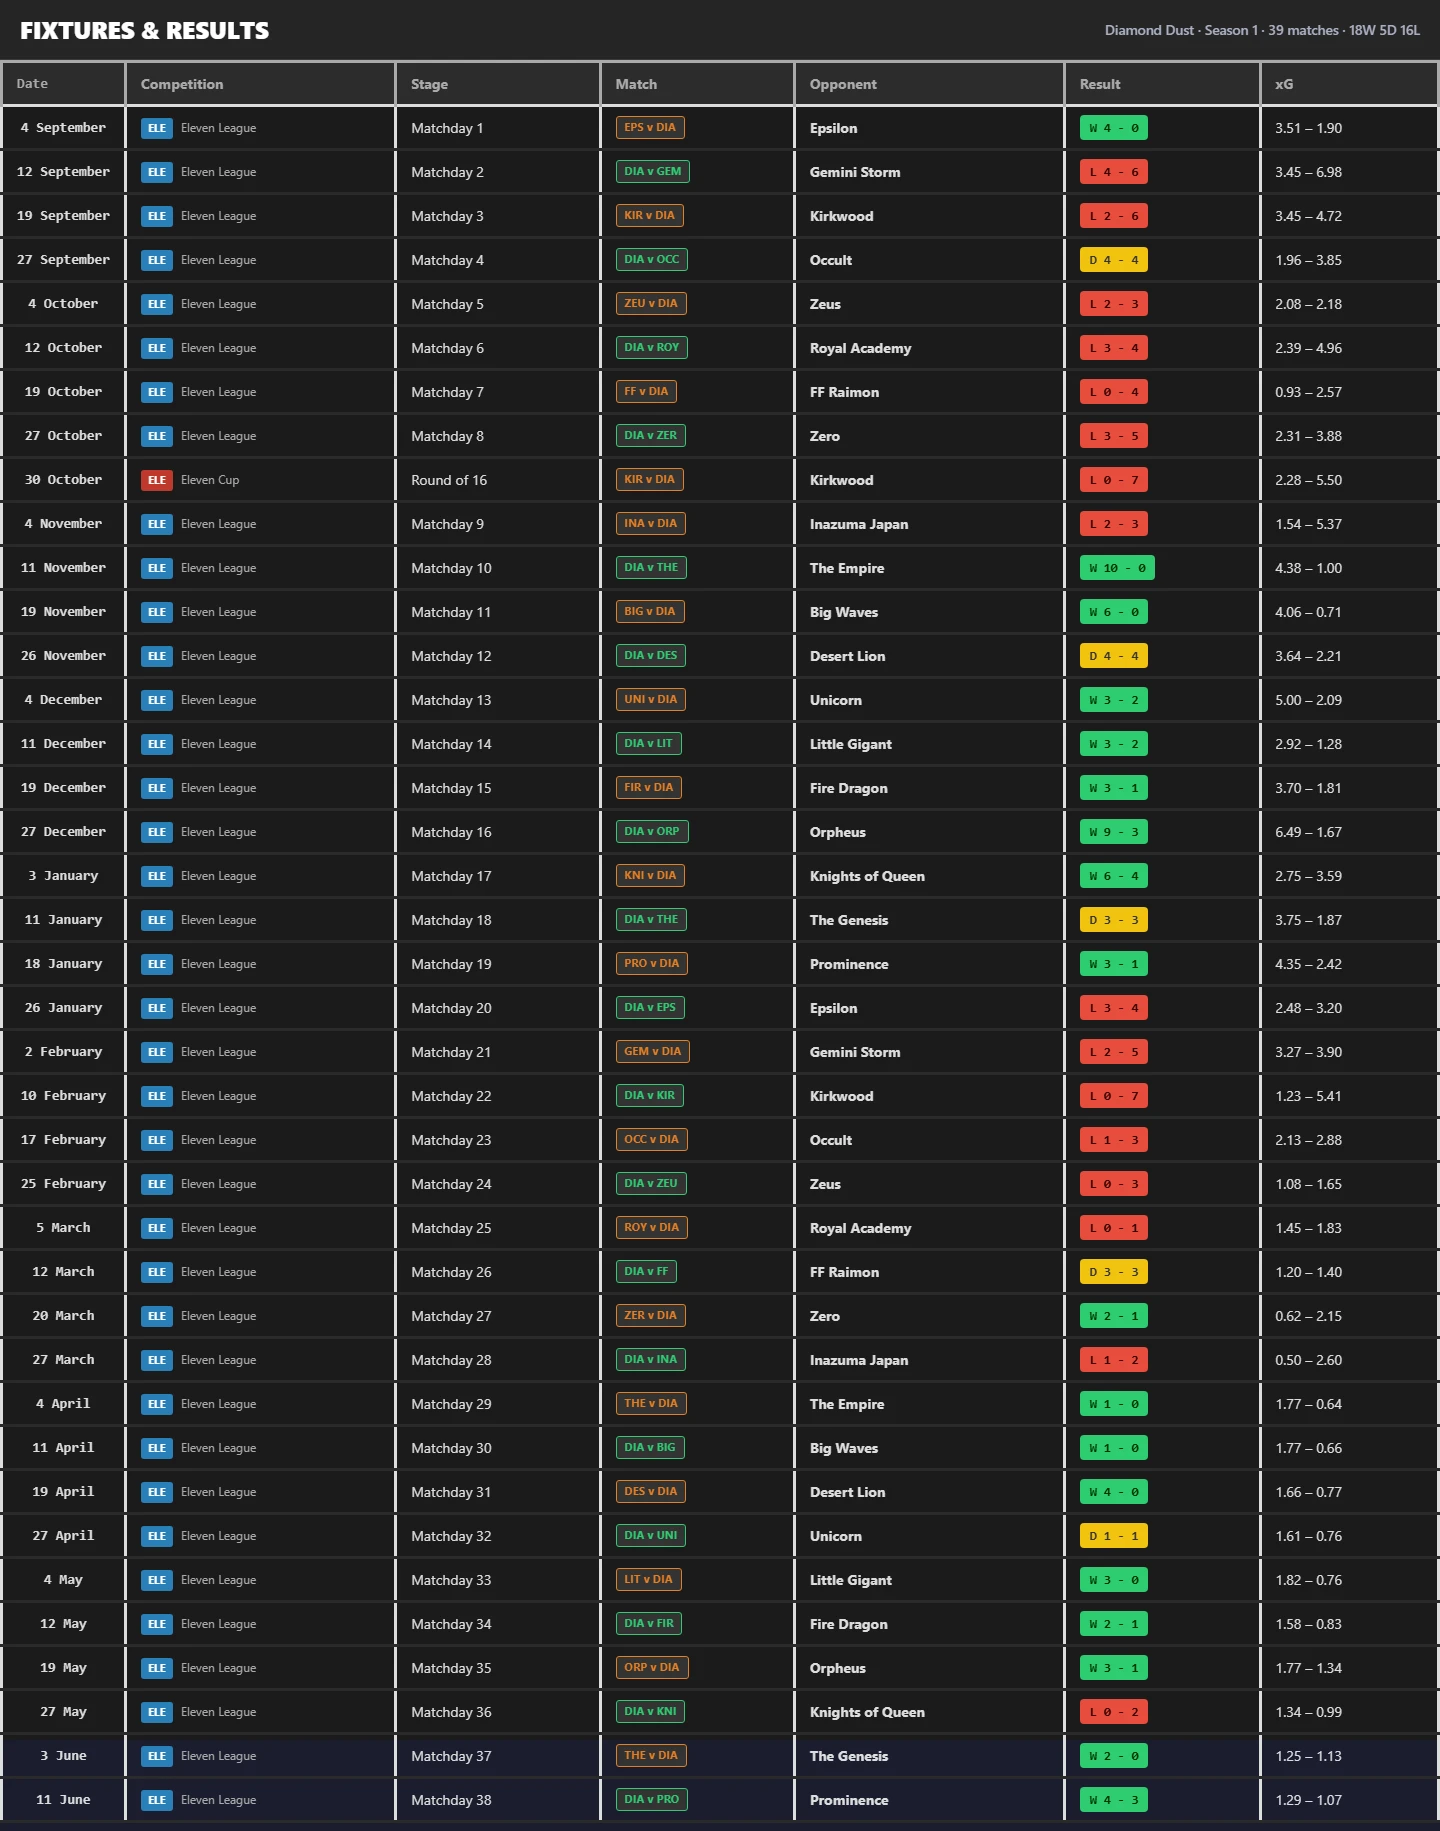 FIXTURES & RESULTS
Diamond Dust · Season 1 · 39 matches · 18W 5D 16L
Date Competition Stage Match Opponent Result xG
4 September ELE Eleven League Matchday 1 EPS v DIA Epsilon W 4 - 0 3.51 – 1.90
12 September ELE Eleven League Matchday 2 DIA v GEM Gemini Storm L 4 - 6 3.45 – 6.98
19 September ELE Eleven League Matchday 3 KIR v DIA Kirkwood L 2 - 6 3.45 – 4.72
27 September ELE Eleven League Matchday 4 DIA v OCC Occult D 4 - 4 1.96 – 3.85
4 October ELE Eleven League Matchday 5 ZEU v DIA Zeus L 2 - 3 2.08 – 2.18
12 October ELE Eleven League Matchday 6 DIA v ROY Royal Academy L 3 - 4 2.39 – 4.96
19 October ELE Eleven League Matchday 7 FF v DIA FF Raimon L 0 - 4 0.93 – 2.57
27 October ELE Eleven League Matchday 8 DIA v ZER Zero L 3 - 5 2.31 – 3.88
30 October ELE Eleven Cup Round of 16 KIR v DIA Kirkwood L 0 - 7 2.28 – 5.50
4 November ELE Eleven League Matchday 9 INA v DIA Inazuma Japan L 2 - 3 1.54 – 5.37
11 November ELE Eleven League Matchday 10 DIA v THE The Empire W 10 - 0 4.38 – 1.00
19 November ELE Eleven League Matchday 11 BIG v DIA Big Waves W 6 - 0 4.06 – 0.71
26 November ELE Eleven League Matchday 12 DIA v DES Desert Lion D 4 - 4 3.64 – 2.21
4 December ELE Eleven League Matchday 13 UNI v DIA Unicorn W 3 - 2 5.00 – 2.09
11 December ELE Eleven League Matchday 14 DIA v LIT Little Gigant W 3 - 2 2.92 – 1.28
19 December ELE Eleven League Matchday 15 FIR v DIA Fire Dragon W 3 - 1 3.70 – 1.81
27 December ELE Eleven League Matchday 16 DIA v ORP Orpheus W 9 - 3 6.49 – 1.67
3 January ELE Eleven League Matchday 17 KNI v DIA Knights of Queen W 6 - 4 2.75 – 3.59
11 January ELE Eleven League Matchday 18 DIA v THE The Genesis D 3 - 3 3.75 – 1.87
18 January ELE Eleven League Matchday 19 PRO v DIA Prominence W 3 - 1 4.35 – 2.42
26 January ELE Eleven League Matchday 20 DIA v EPS Epsilon L 3 - 4 2.48 – 3.20
2 February ELE Eleven League Matchday 21 GEM v DIA Gemini Storm L 2 - 5 3.27 – 3.90
10 February ELE Eleven League Matchday 22 DIA v KIR Kirkwood L 0 - 7 1.23 – 5.41
17 February ELE Eleven League Matchday 23 OCC v DIA Occult L 1 - 3 2.13 – 2.88
25 February ELE Eleven League Matchday 24 DIA v ZEU Zeus L 0 - 3 1.08 – 1.65
5 March ELE Eleven League Matchday 25 ROY v DIA Royal Academy L 0 - 1 1.45 – 1.83
12 March ELE Eleven League Matchday 26 DIA v FF FF Raimon D 3 - 3 1.20 – 1.40
20 March ELE Eleven League Matchday 27 ZER v DIA Zero W 2 - 1 0.62 – 2.15
27 March ELE Eleven League Matchday 28 DIA v INA Inazuma Japan L 1 - 2 0.50 – 2.60
4 April ELE Eleven League Matchday 29 THE v DIA The Empire W 1 - 0 1.77 – 0.64
11 April ELE Eleven League Matchday 30 DIA v BIG Big Waves W 1 - 0 1.77 – 0.66
19 April ELE Eleven League Matchday 31 DES v DIA Desert Lion W 4 - 0 1.66 – 0.77
27 April ELE Eleven League Matchday 32 DIA v UNI Unicorn D 1 - 1 1.61 – 0.76
4 May ELE Eleven League Matchday 33 LIT v DIA Little Gigant W 3 - 0 1.82 – 0.76
12 May ELE Eleven League Matchday 34 DIA v FIR Fire Dragon W 2 - 1 1.58 – 0.83
19 May ELE Eleven League Matchday 35 ORP v DIA Orpheus W 3 - 1 1.77 – 1.34
27 May ELE Eleven League Matchday 36 DIA v KNI Knights of Queen L 0 - 2 1.34 – 0.99
3 June ELE Eleven League Matchday 37 THE v DIA The Genesis W 2 - 0 1.25 – 1.13
11 June ELE Eleven League Matchday 38 DIA v PRO Prominence W 4 - 3 1.29 – 1.07